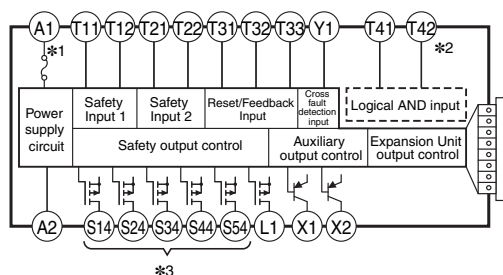 A1 T11 T12 T21 T22 T31 T32 T33 Y1 T41 T42
*1
*2
Power supply circuit
Safety Input 1
Safety Input 2
Reset/Feedback Input
Cross fault detection input
Logical AND input
Safety output control
Auxiliary output control
Expansion Unit output control
A2 S14 S24 S34 S44 S54 L1 X1 X2
*3